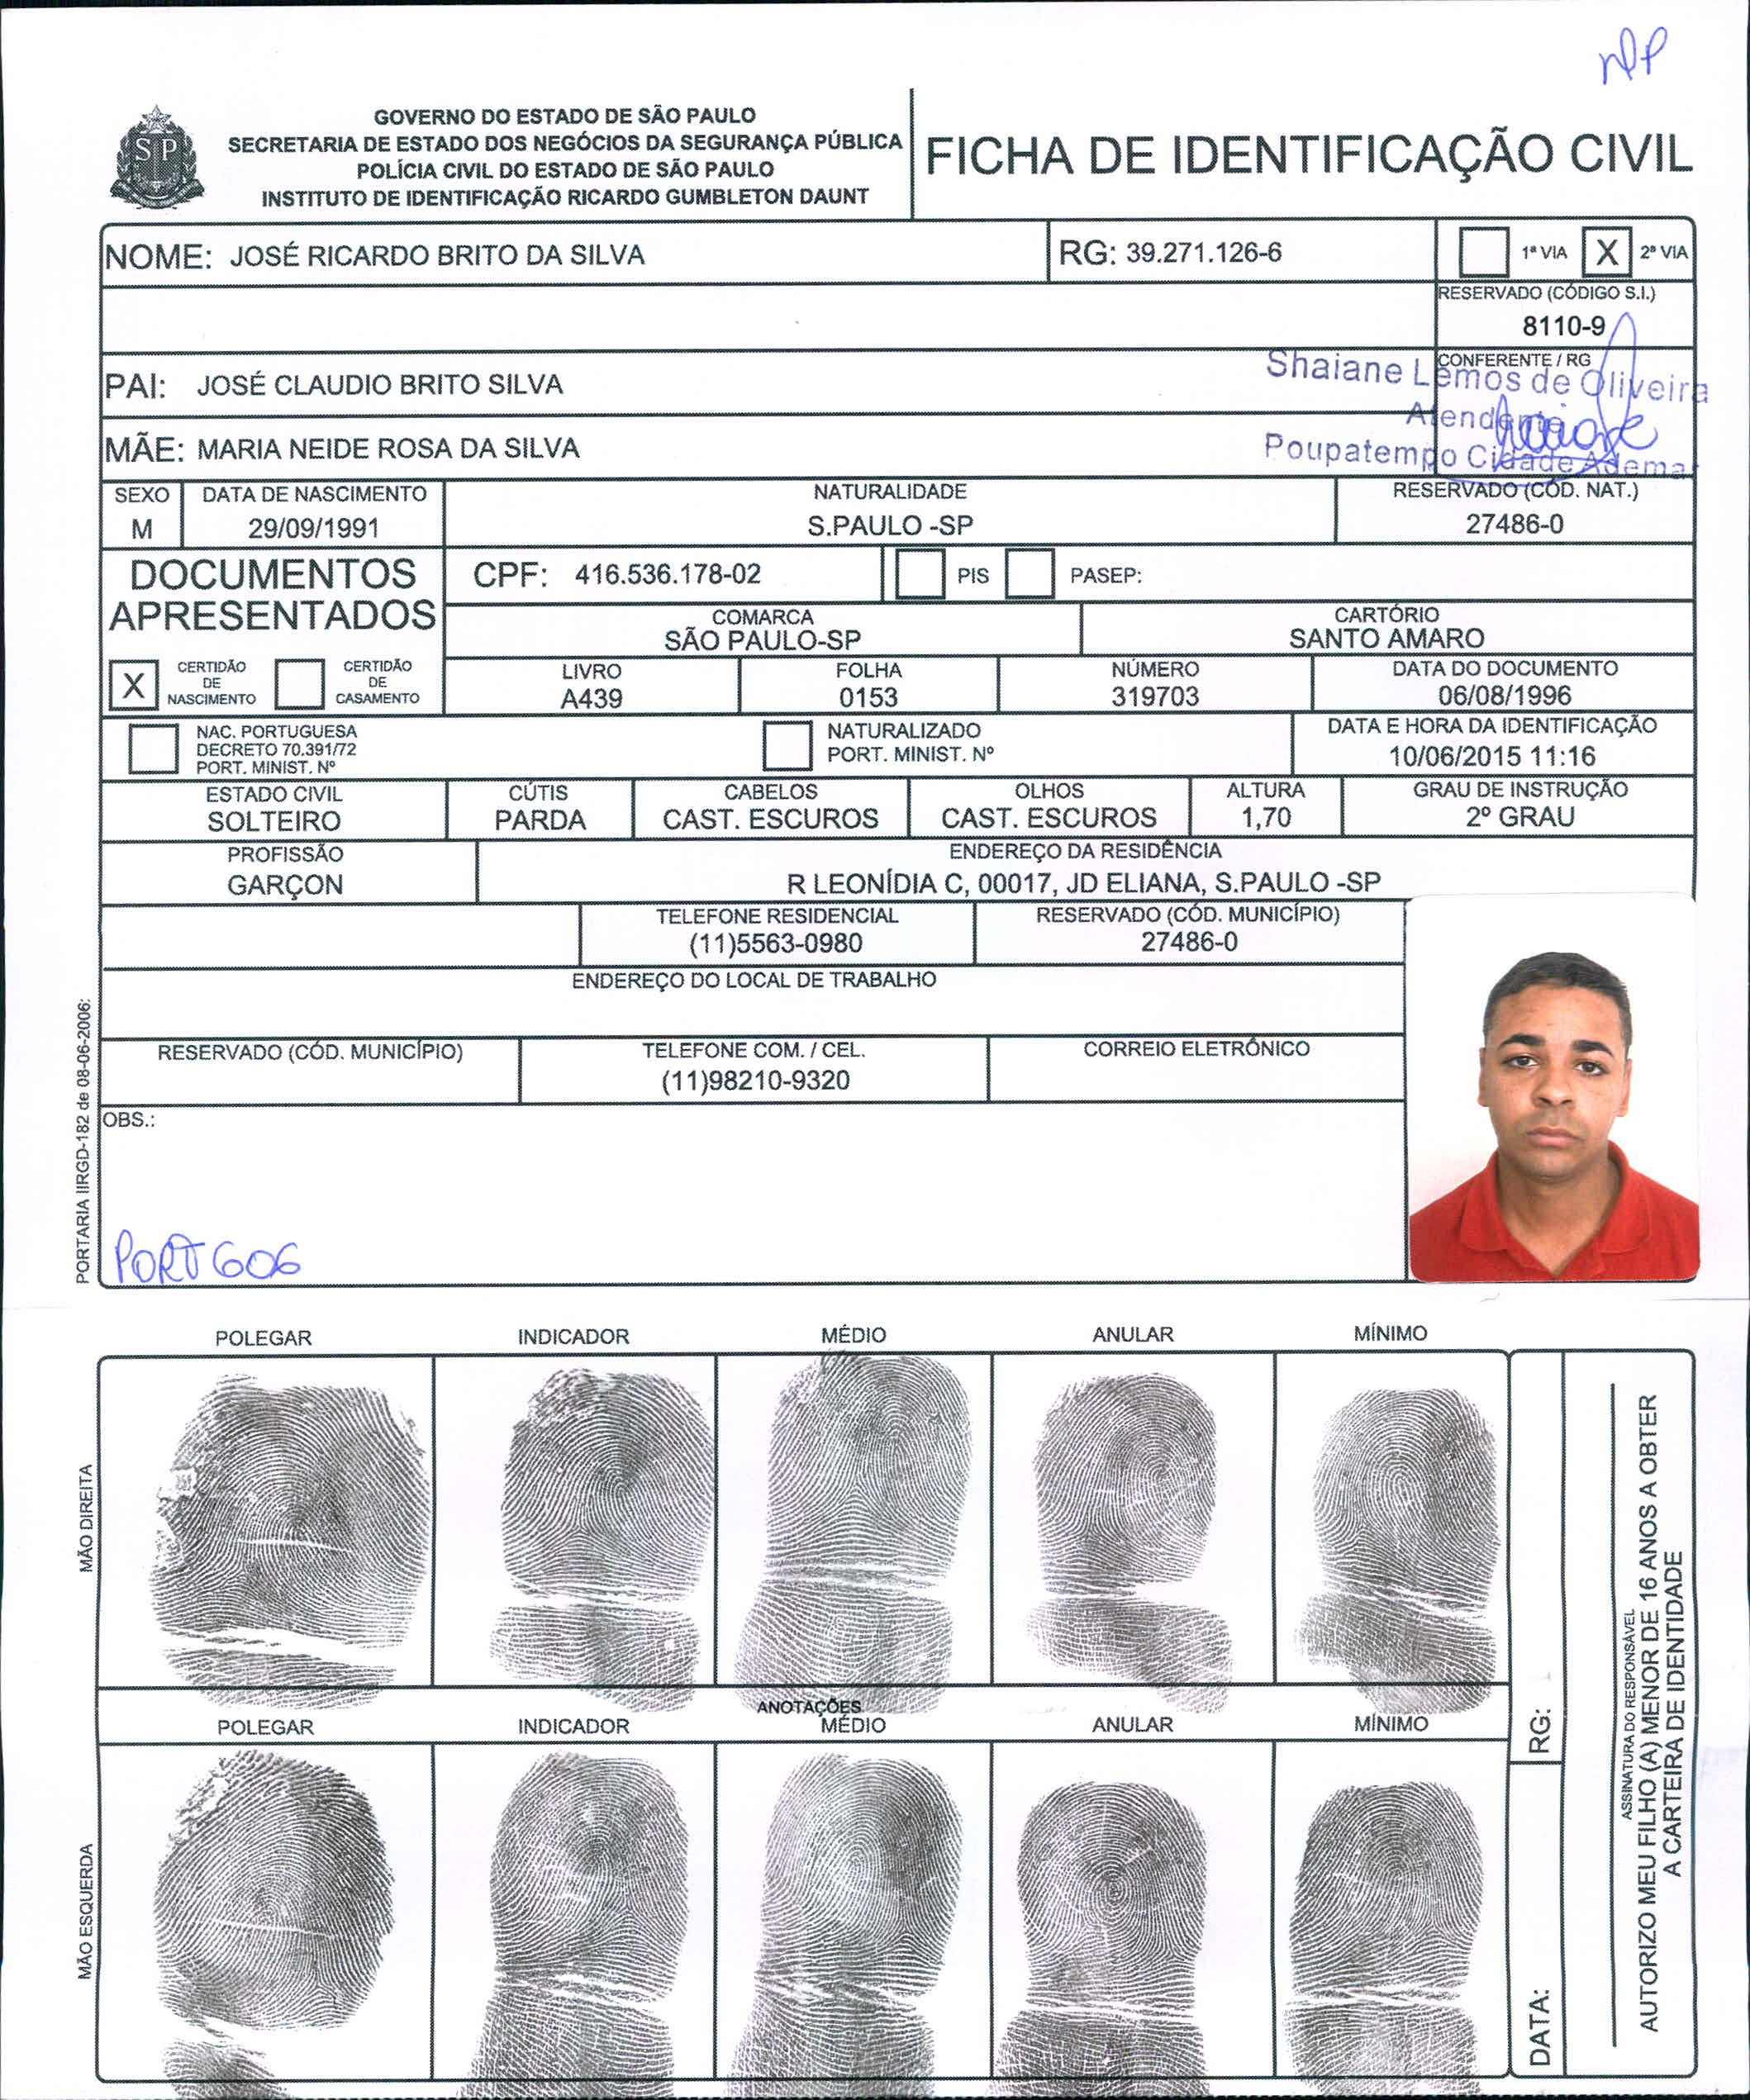 nDP
GOVERNO DO ESTADO DE SÃO PAULO
SECRETARIA DE ESTADO DOS NEGÓCIOS DA SEGURANÇA PÚBLICA
POLÍCIA CIVIL DO ESTADO DE SÃO PAULO
INSTITUTO DE IDENTIFICAÇÃO RICARDO GUMBLETON DAUNT
SP
FICHA DE IDENTIFICAÇÃO CIVIL
NOME: JOSÉ RICARDO BRITO DA SILVA
RG: 39.271.126-6
1ª VIA X 2ª VIA
RESERVADO (CÓDIGO S.I.)
8110-9
PAI: JOSÉ CLAUDIO BRITO SILVA
CONFERENTE / RG
Shaiane Lemos de Oliveira
Atendente
Poupatempo Cidade Ademar
MÃE: MARIA NEIDE ROSA DA SILVA
SEXO
M
DATA DE NASCIMENTO
29/09/1991
NATURALIDADE
S.PAULO -SP
RESERVADO (CÓD. NAT.)
27486-0
DOCUMENTOS
APRESENTADOS
CPF: 416.536.178-02
PIS
PASEP:
COMARCA
SÃO PAULO-SP
CARTÓRIO
SANTO AMARO
X CERTIDÃO
DE
NASCIMENTO
CERTIDÃO
DE
CASAMENTO
LIVRO
A439
FOLHA
0153
NÚMERO
319703
DATA DO DOCUMENTO
06/08/1996
NAC. PORTUGUESA
DECRETO 70.391/72
PORT. MINIST. Nº
NATURALIZADO
PORT. MINIST. Nº
DATA E HORA DA IDENTIFICAÇÃO
10/06/2015 11:16
ESTADO CIVIL
SOLTEIRO
CÚTIS
PARDA
CABELOS
CAST. ESCUROS
OLHOS
CAST. ESCUROS
ALTURA
1,70
GRAU DE INSTRUÇÃO
2º GRAU
PROFISSÃO
GARÇON
ENDEREÇO DA RESIDÊNCIA
R LEONÍDIA C, 00017, JD ELIANA, S.PAULO -SP
TELEFONE RESIDENCIAL
(11)5563-0980
RESERVADO (CÓD. MUNICÍPIO)
27486-0
ENDEREÇO DO LOCAL DE TRABALHO
RESERVADO (CÓD. MUNICÍPIO)
TELEFONE COM. / CEL.
(11)98210-9320
CORREIO ELETRÔNICO
OBS.:
PORT 606
PORTARIA IIRGD-182 de 08-06-2006:
POLEGAR INDICADOR MÉDIO ANULAR MÍNIMO
MÃO DIREITA
ANOTAÇÕES
POLEGAR INDICADOR MÉDIO ANULAR MÍNIMO
MÃO ESQUERDA
RG:
DATA:
ASSINATURA DO RESPONSÁVEL
AUTORIZO MEU FILHO (A) MENOR DE 16 ANOS A OBTER
A CARTEIRA DE IDENTIDADE